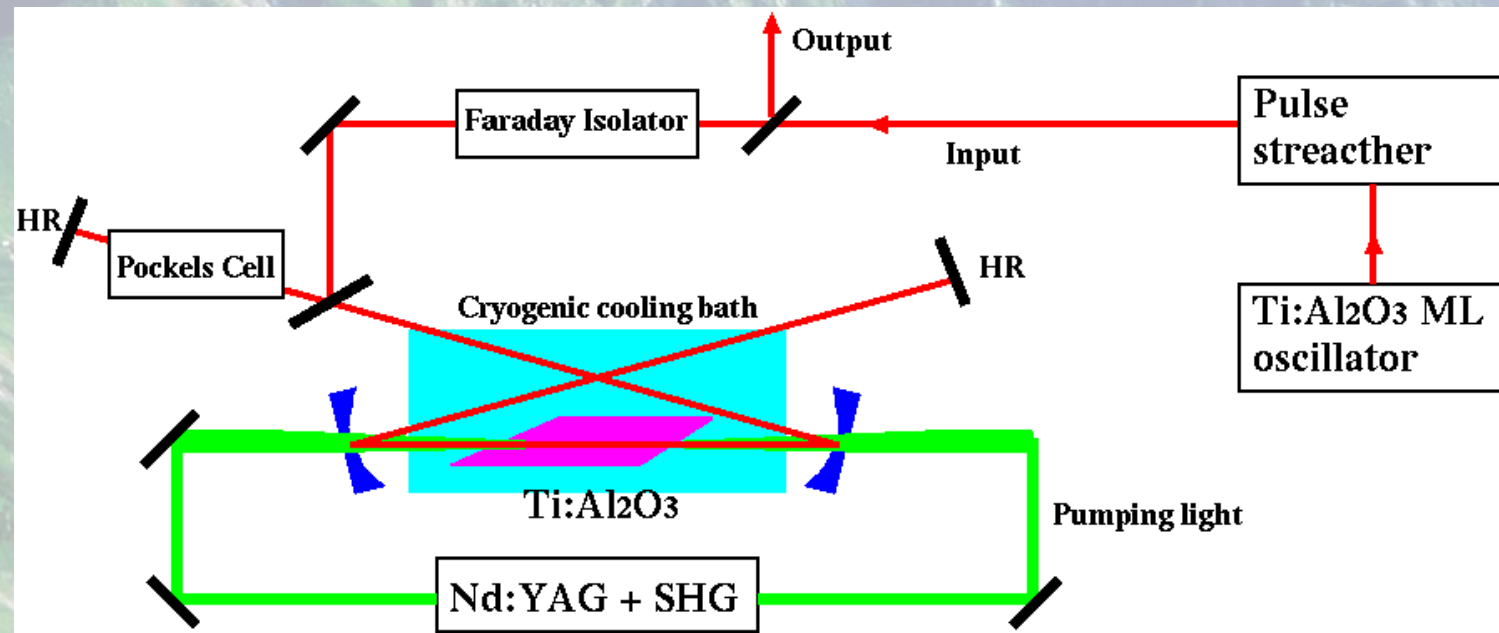 Output
Faraday Isolator
Input
Pulse
streacther
HR
Pockels Cell
HR
Cryogenic cooling bath
Ti:Al2O3 ML
oscillator
Ti:Al2O3
Pumping light
Nd:YAG + SHG